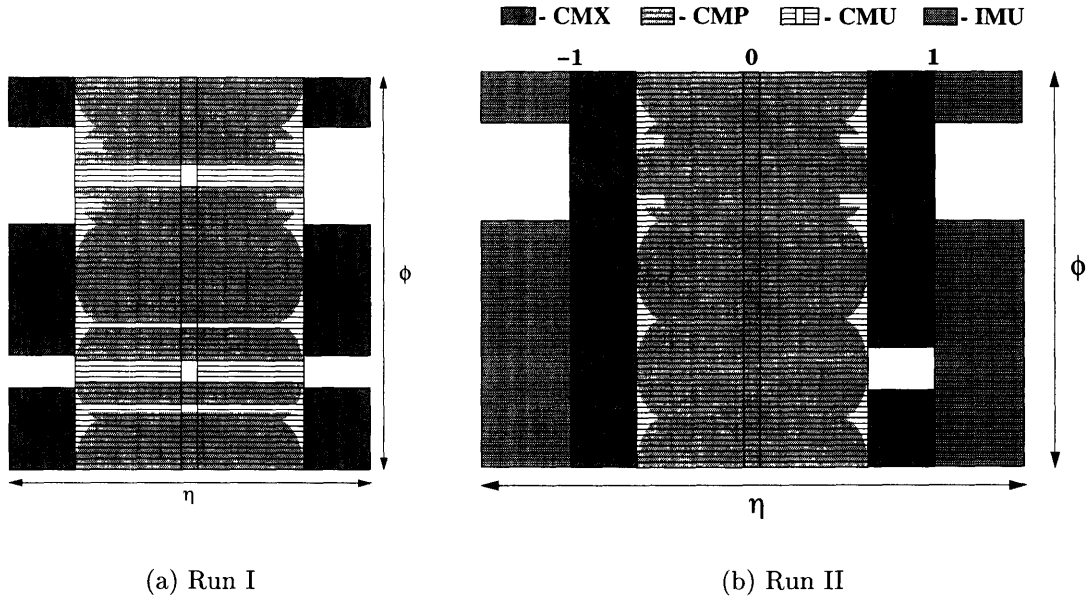 - CMX - CMP - CMU - IMU
−1 0 1
ϕ
η
ϕ
η
(a) Run I
(b) Run II